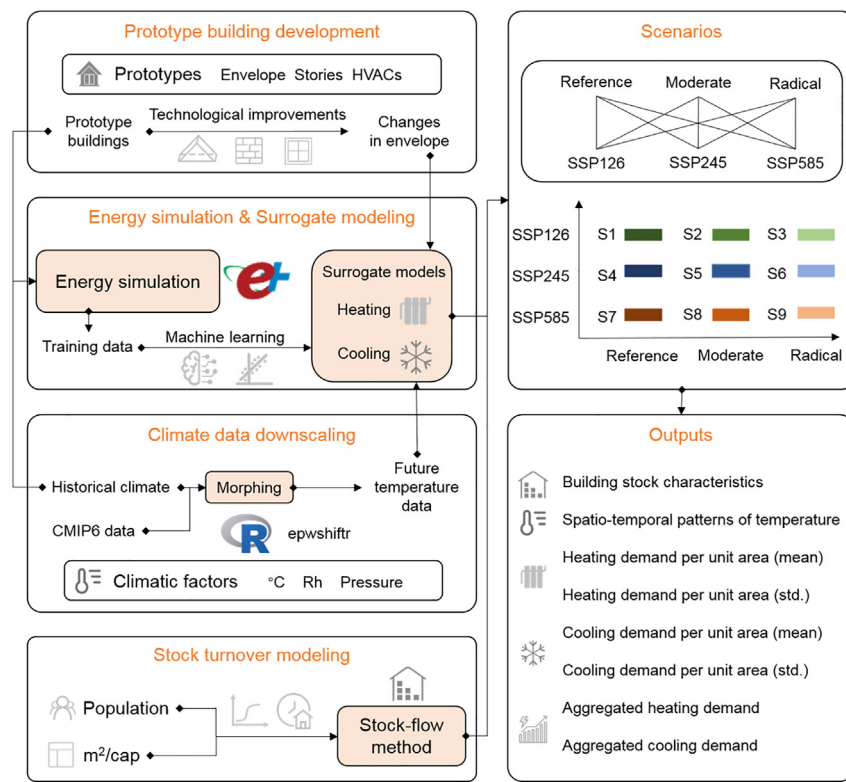 Prototype building development
Prototypes Envelope Stories HVACs
Technological improvements
Prototype
buildings
Changes
in envelope
Energy simulation & Surrogate modeling
Energy simulation
e+
Training data
Machine learning
Surrogate models
Heating
Cooling
Climate data downscaling
Historical climate
Morphing
Future
temperature
data
CMIP6 data
R
epwshiftr
Climatic factors °C Rh Pressure
Stock turnover modeling
Population
m²/cap
Stock-flow
method
Scenarios
Reference Moderate Radical
SSP126 SSP245 SSP585
SSP126 S1 S2 S3
SSP245 S4 S5 S6
SSP585 S7 S8 S9
Reference Moderate Radical
Outputs
Building stock characteristics
Spatio-temporal patterns of temperature
Heating demand per unit area (mean)
Heating demand per unit area (std.)
Cooling demand per unit area (mean)
Cooling demand per unit area (std.)
Aggregated heating demand
Aggregated cooling demand